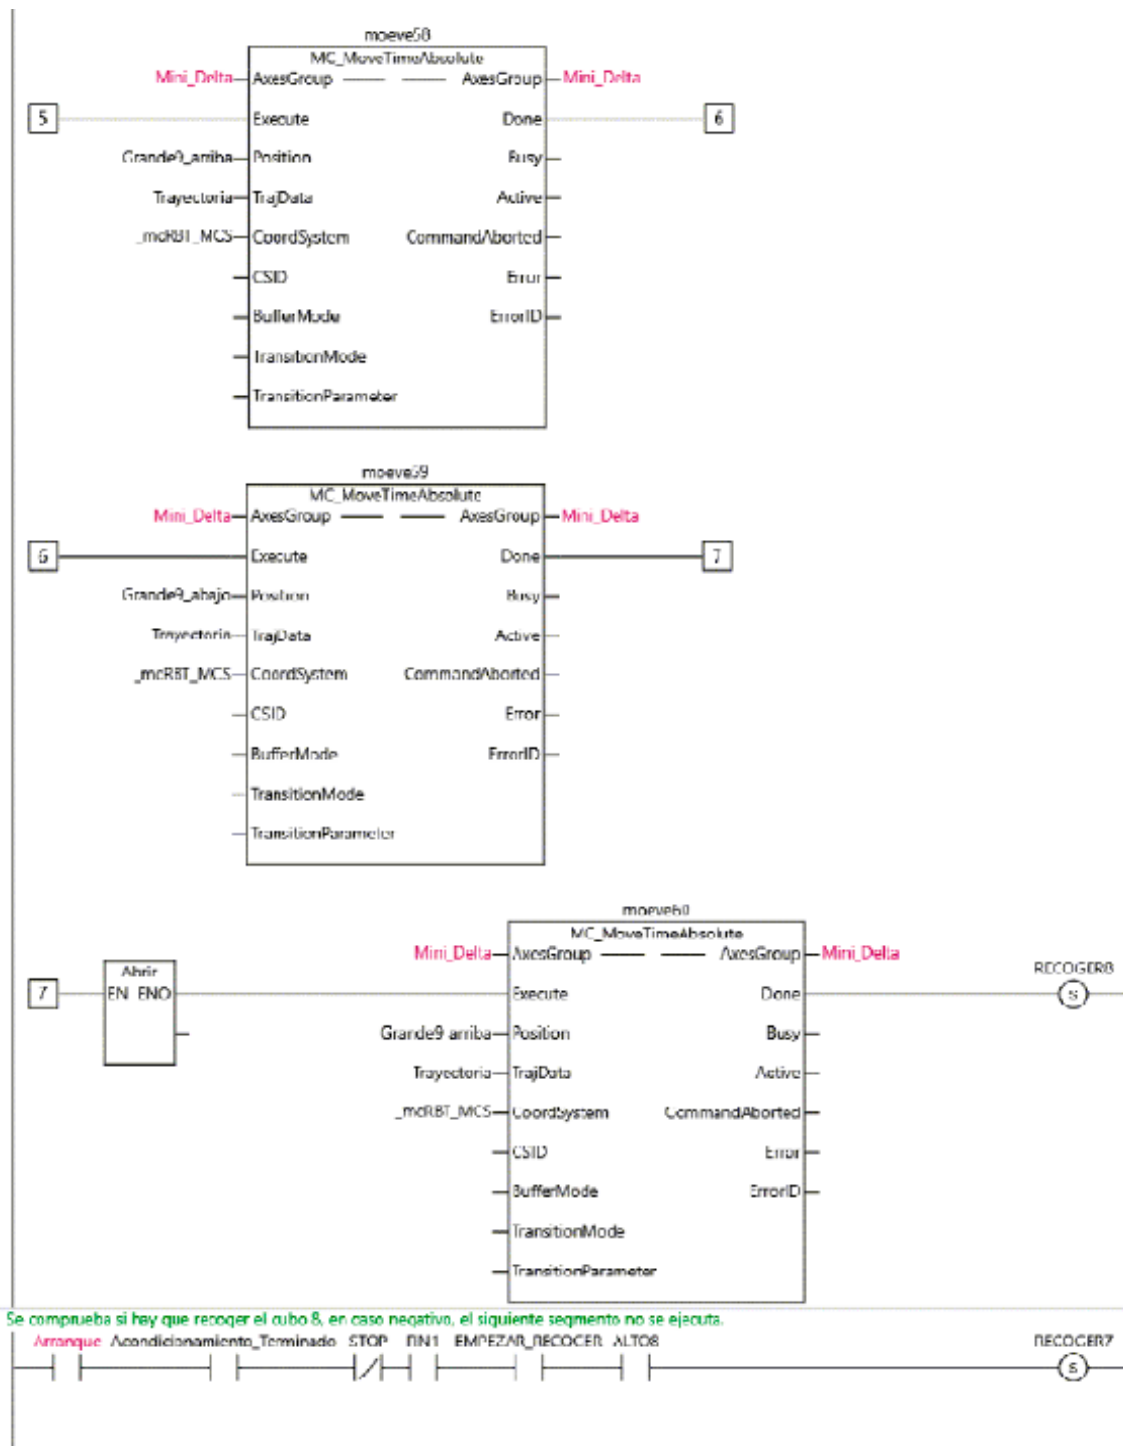 moeve58
MC_MoveTimeAbsolute
Mini_Delta AxesGroup AxesGroup Mini_Delta
5 Execute Done 6
Grande9_arriba Position Busy
Trayectoria TrajData Active
_mcRBT_MCS CoordSystem CommandAborted
CSID Error
BufferMode ErrorID
TransitionMode
TransitionParameter
moeve59
MC_MoveTimeAbsolute
Mini_Delta AxesGroup AxesGroup Mini_Delta
6 Execute Done 7
Grande9_abajo Position Busy
Trayectoria TrajData Active
_mcRBT_MCS CoordSystem CommandAborted
CSID Error
BufferMode ErrorID
TransitionMode
TransitionParameter
moeve60
MC_MoveTimeAbsolute
Mini_Delta AxesGroup AxesGroup Mini_Delta RECOGER8
Abrir
7 EN ENO Execute Done S
Grande9_arriba Position Busy
Trayectoria TrajData Active
_mcRBT_MCS CoordSystem CommandAborted
CSID Error
BufferMode ErrorID
TransitionMode
TransitionParameter
Se comprueba si hay que recoger el cubo 8, en caso negativo, el siguiente segmento no se ejecuta.
Arranque Acondicionamiento_Terminado STOP FIN1 EMPEZAR_RECOGER ALTO8 RECOGER7
S